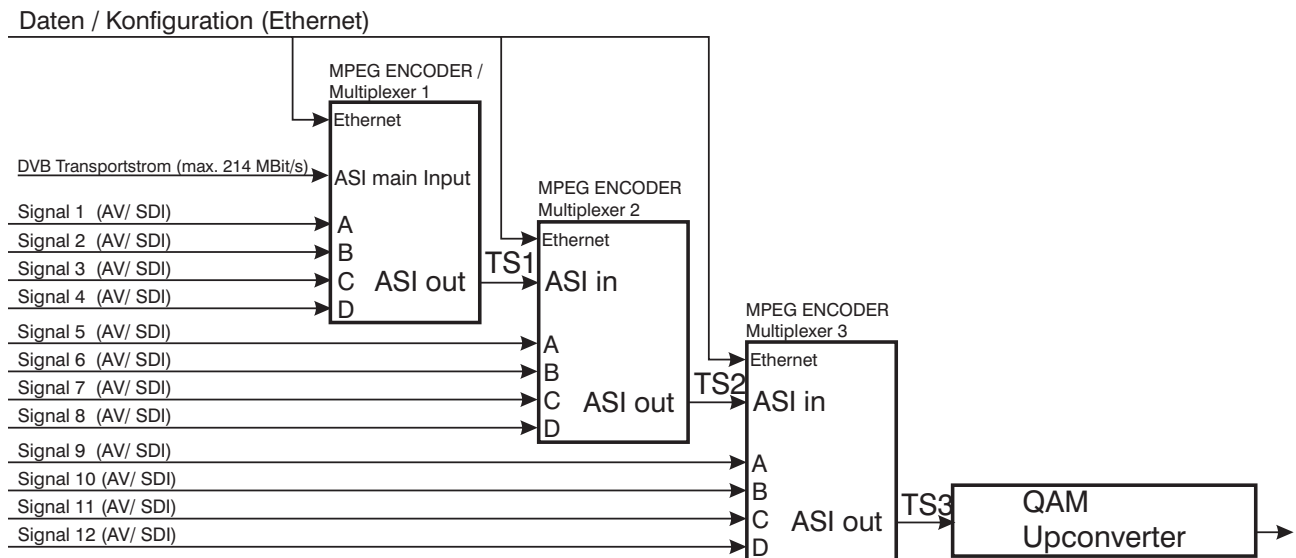 Daten / Konfiguration (Ethernet)
MPEG ENCODER /
Multiplexer 1
Ethernet
DVB Transportstrom (max. 214 MBit/s)
ASI main Input
Signal 1 (AV/ SDI)
A
Signal 2 (AV/ SDI)
B
Signal 3 (AV/ SDI)
C
ASI out
TS1
Signal 4 (AV/ SDI)
D
MPEG ENCODER
Multiplexer 2
Ethernet
ASI in
Signal 5 (AV/ SDI)
A
Signal 6 (AV/ SDI)
B
Signal 7 (AV/ SDI)
C
ASI out
TS2
Signal 8 (AV/ SDI)
D
MPEG ENCODER
Multiplexer 3
Ethernet
ASI in
Signal 9 (AV/ SDI)
A
Signal 10 (AV/ SDI)
B
Signal 11 (AV/ SDI)
C
ASI out
TS3
Signal 12 (AV/ SDI)
D
QAM
Upconverter